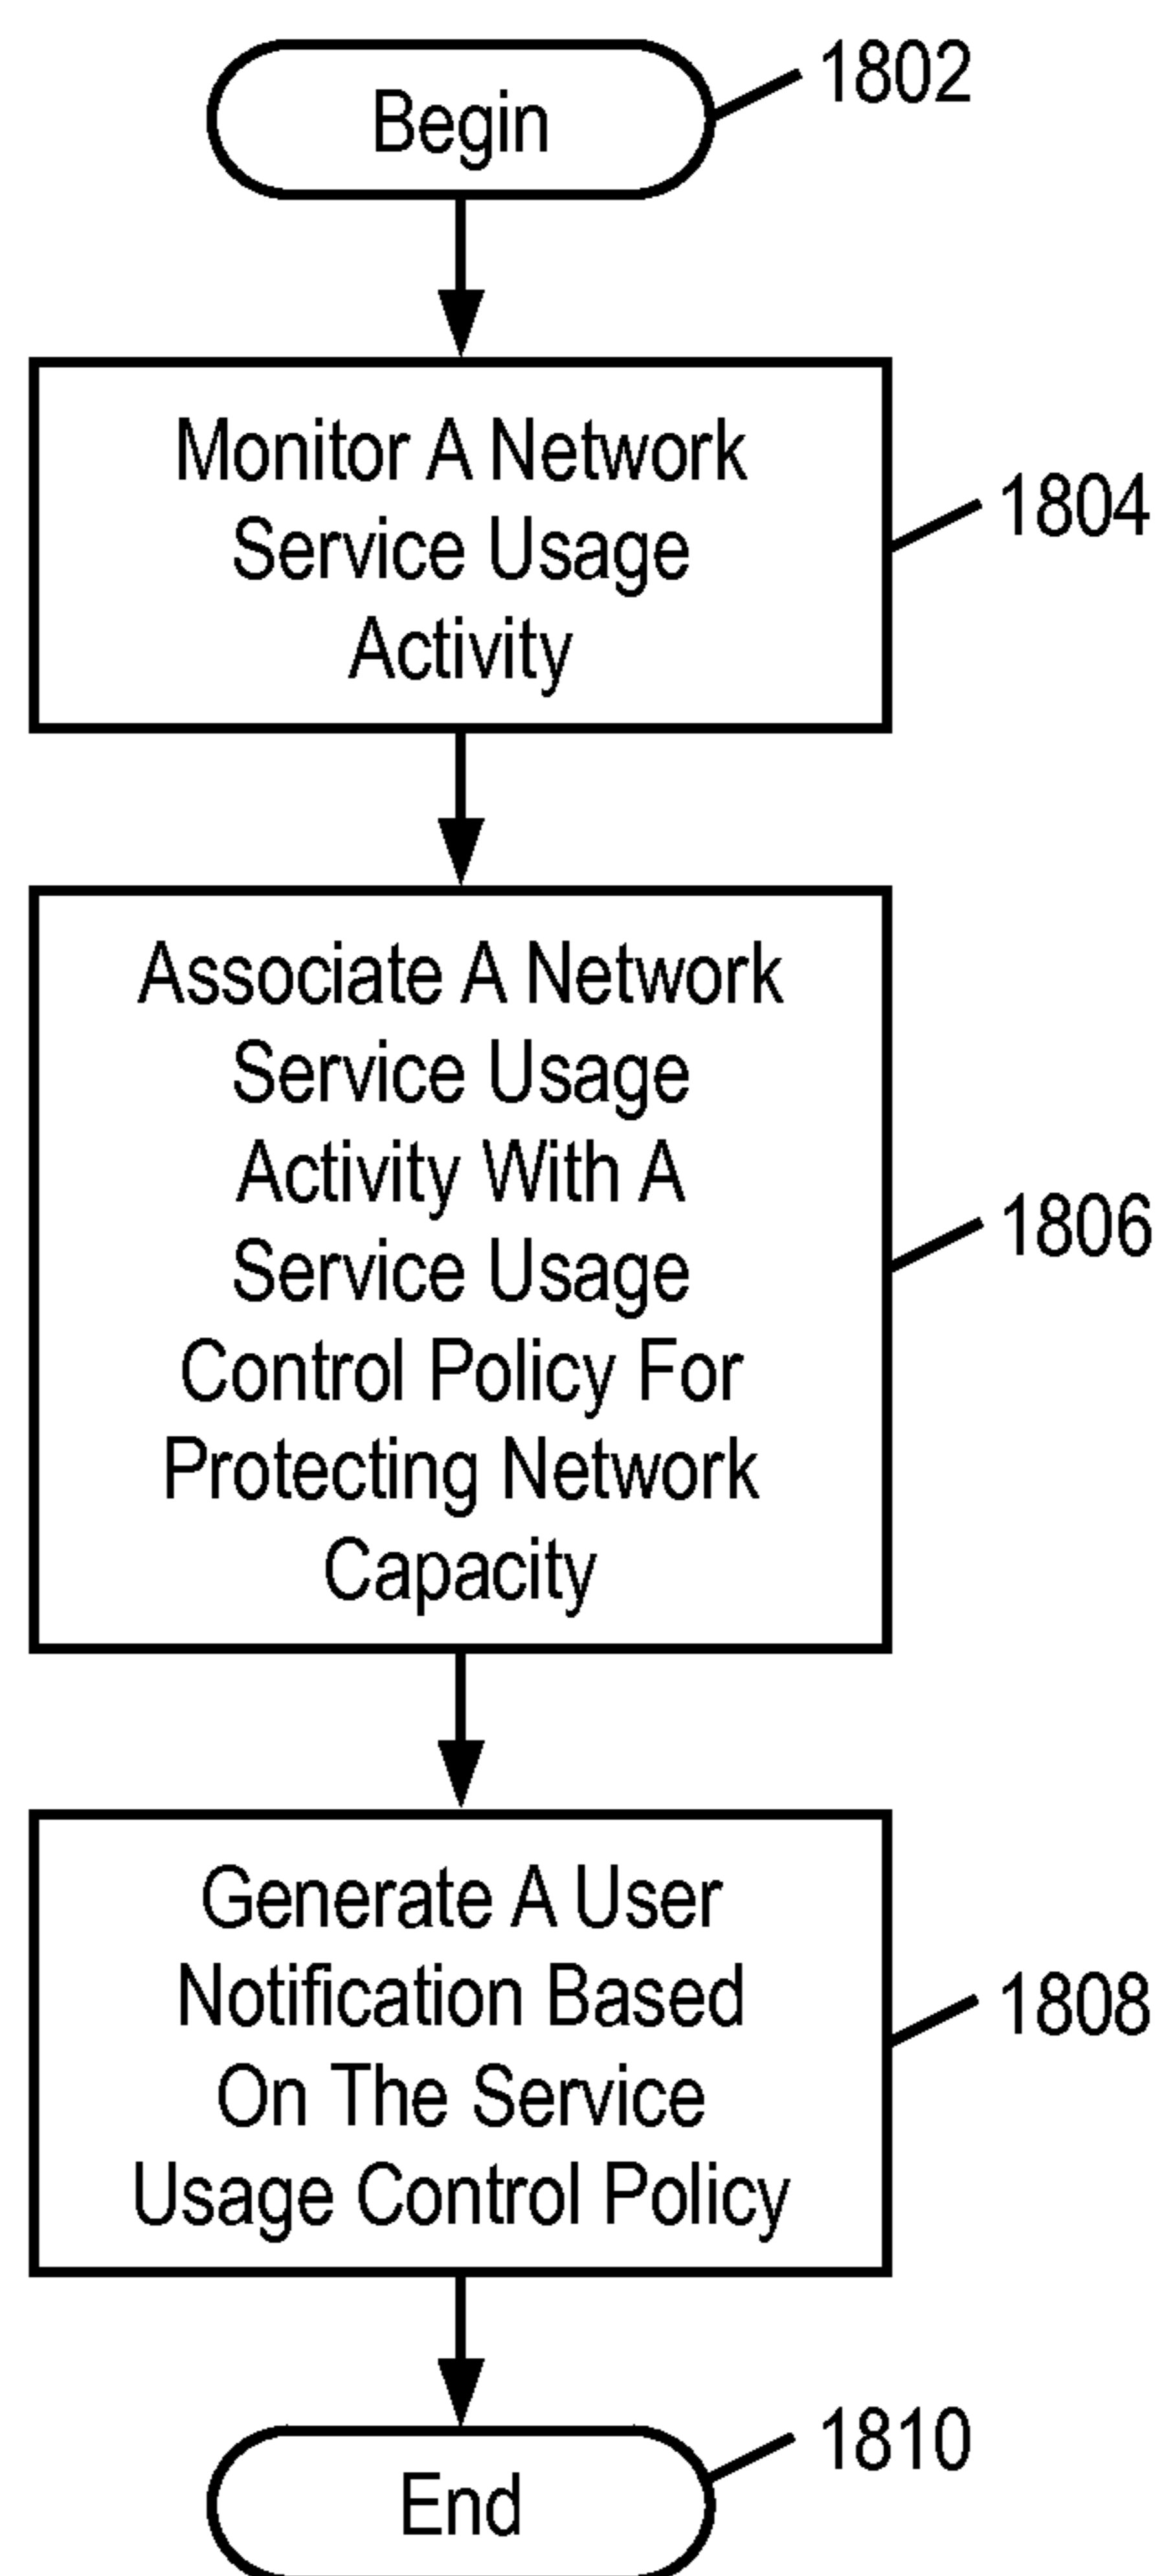 Begin
1802
Monitor A Network
Service Usage
Activity
1804
Associate A Network
Service Usage
Activity With A
Service Usage
Control Policy For
Protecting Network
Capacity
1806
Generate A User
Notification Based
On The Service
Usage Control Policy
1808
End
1810